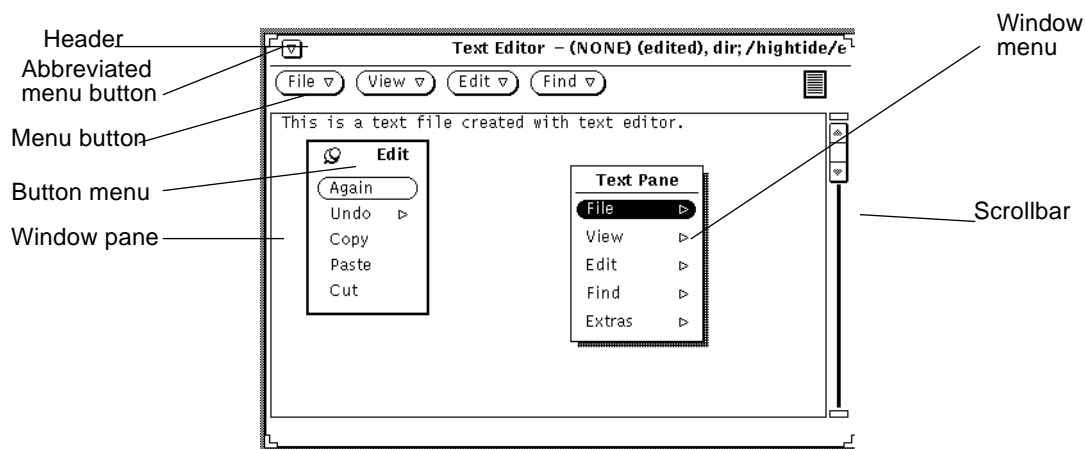 Window
menu
Header
Text Editor – (NONE) (edited), dir; /hightide/e
Abbreviated
menu button
File View Edit Find
Menu button
This is a text file created with text editor.
Edit
Button menu
Again
Undo
Copy
Paste
Cut
Window pane
Text Pane
File
View
Edit
Find
Extras
Scrollbar